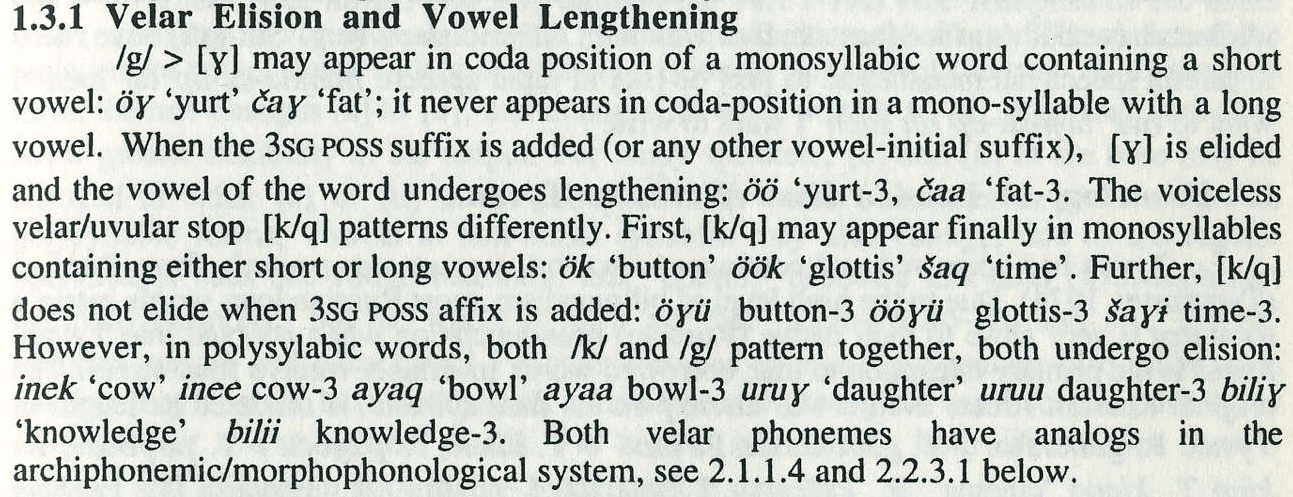 1.3.1 Velar Elision and Vowel Lengthening
/g/ > [ɣ] may appear in coda position of a monosyllabic word containing a short
vowel: öɣ ‘yurt’ čaɣ ‘fat’; it never appears in coda-position in a mono-syllable with a long
vowel. When the 3SG POSS suffix is added (or any other vowel-initial suffix), [ɣ] is elided
and the vowel of the word undergoes lengthening: öö ‘yurt-3, čaa ‘fat-3. The voiceless
velar/uvular stop [k/q] patterns differently. First, [k/q] may appear finally in monosyllables
containing either short or long vowels: ök ‘button’ öök ‘glottis’ šaq ‘time’. Further, [k/q]
does not elide when 3SG POSS affix is added: öɣü button-3 ööɣü glottis-3 šaɣɨ time-3.
However, in polysylabic words, both /k/ and /g/ pattern together, both undergo elision:
inek ‘cow’ inee cow-3 ayaq ‘bowl’ ayaa bowl-3 uruɣ ‘daughter’ uruu daughter-3 biliɣ
‘knowledge’ bilii knowledge-3. Both velar phonemes have analogs in the
archiphonemic/morphophonological system, see 2.1.1.4 and 2.2.3.1 below.